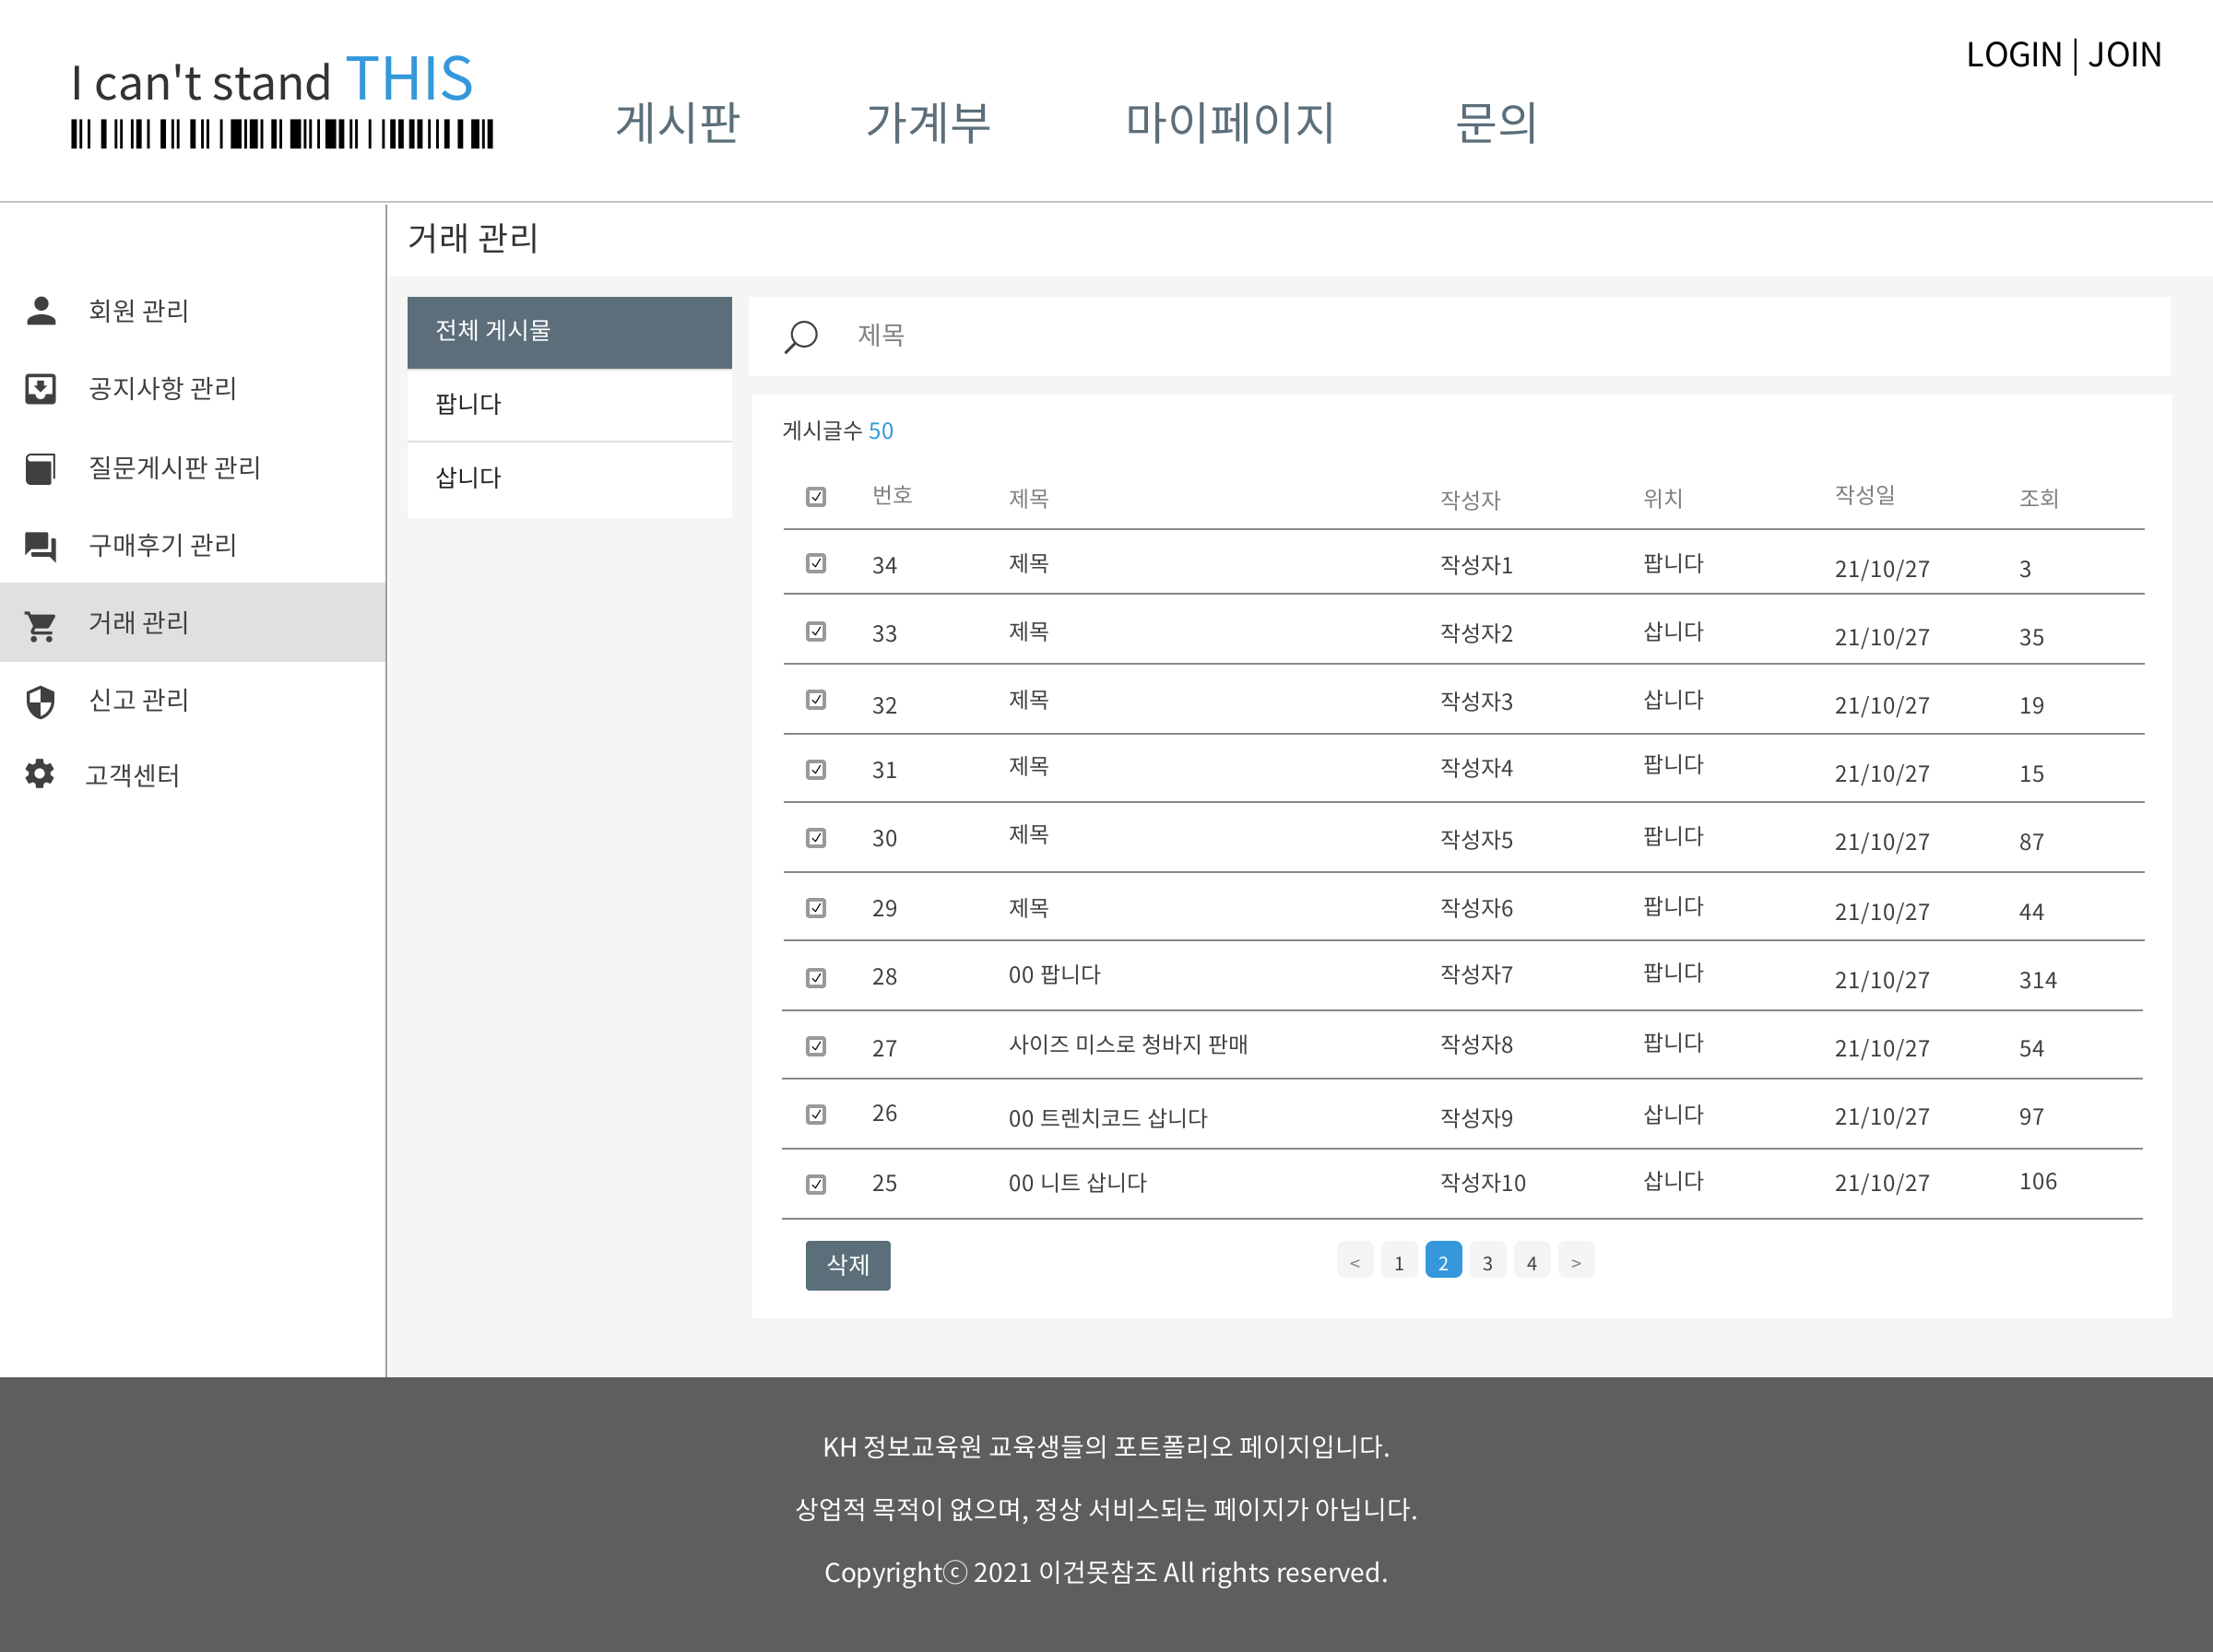 LOGIN | JOIN
I can't stand THIS
게시판 가계부 마이페이지 문의
거래 관리
회원 관리
공지사항 관리
질문게시판 관리
구매후기 관리
거래 관리
신고 관리
고객센터
전체 게시물
팝니다
삽니다
제목
게시글수 50
번호 제목 작성자 위치 작성일 조회
34 제목 작성자1 팝니다 21/10/27 3
33 제목 작성자2 삽니다 21/10/27 35
32 제목 작성자3 삽니다 21/10/27 19
31 제목 작성자4 팝니다 21/10/27 15
30 제목 작성자5 팝니다 21/10/27 87
29 제목 작성자6 팝니다 21/10/27 44
28 00 팝니다 작성자7 팝니다 21/10/27 314
27 사이즈 미스로 청바지 판매 작성자8 팝니다 21/10/27 54
26 00 트렌치코드 삽니다 작성자9 삽니다 21/10/27 97
25 00 니트 삽니다 작성자10 삽니다 21/10/27 106
삭제 < 1 2 3 4 >
KH 정보교육원 교육생들의 포트폴리오 페이지입니다.
상업적 목적이 없으며, 정상 서비스되는 페이지가 아닙니다.
Copyrightⓒ 2021 이건못참조 All rights reserved.